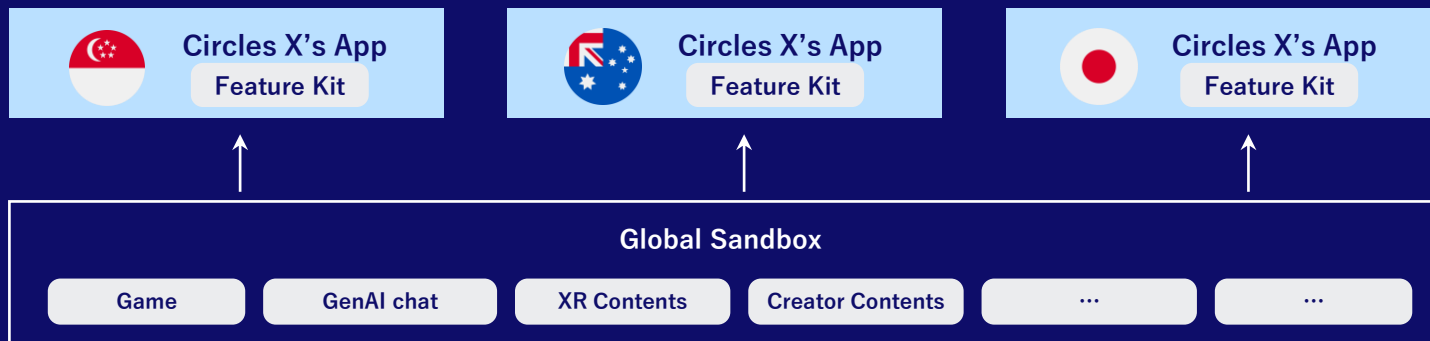 Circles X’s App
Feature Kit
Circles X’s App
Feature Kit
Circles X’s App
Feature Kit
Global Sandbox
Game
GenAI chat
XR Contents
Creator Contents
…
…